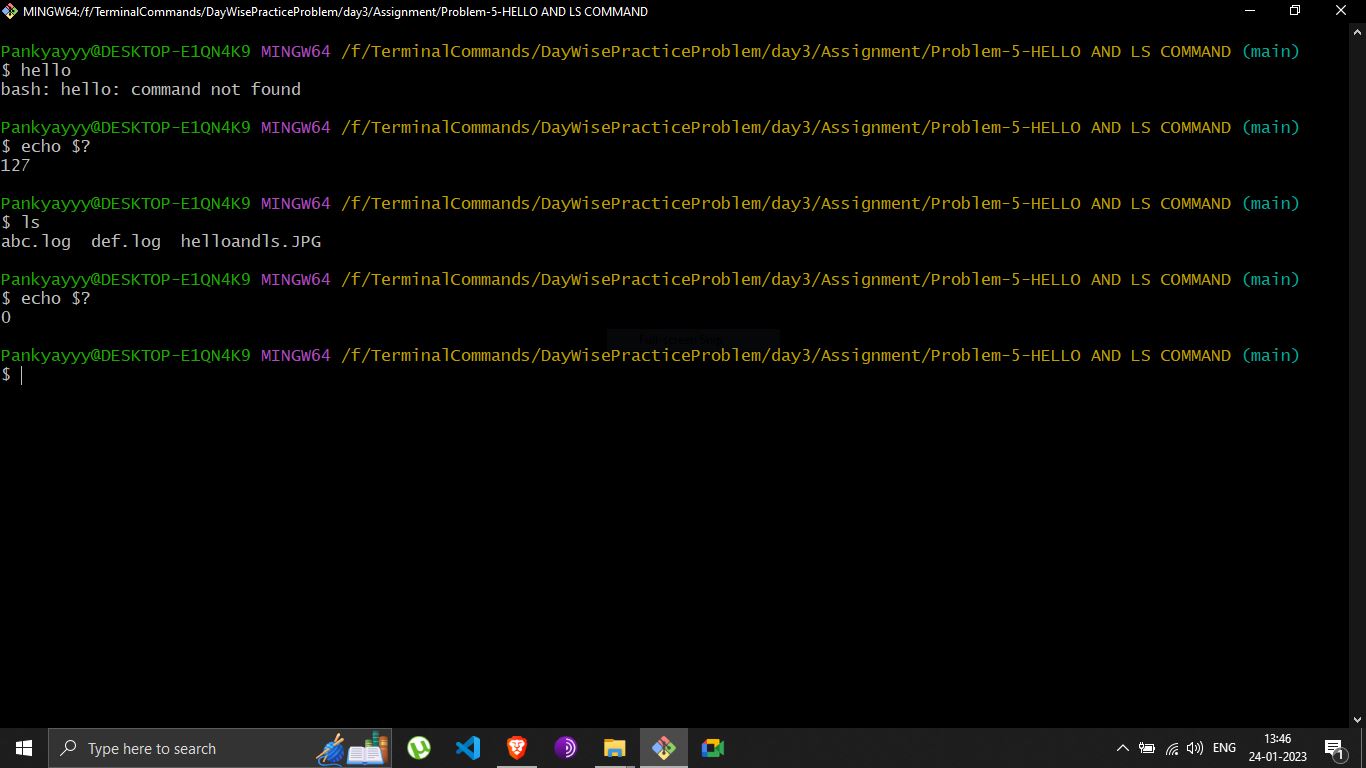 MINGW64:/f/TerminalCommands/DayWisePracticeProblem/day3/Assignment/Problem-5-HELLO AND LS COMMAND
Pankyayyy@DESKTOP-E1QN4K9 MINGW64 /f/TerminalCommands/DayWisePracticeProblem/day3/Assignment/Problem-5-HELLO AND LS COMMAND (main)
$ hello
bash: hello: command not found
Pankyayyy@DESKTOP-E1QN4K9 MINGW64 /f/TerminalCommands/DayWisePracticeProblem/day3/Assignment/Problem-5-HELLO AND LS COMMAND (main)
$ echo $?
127
Pankyayyy@DESKTOP-E1QN4K9 MINGW64 /f/TerminalCommands/DayWisePracticeProblem/day3/Assignment/Problem-5-HELLO AND LS COMMAND (main)
$ ls
abc.log  def.log  helloandls.JPG
Pankyayyy@DESKTOP-E1QN4K9 MINGW64 /f/TerminalCommands/DayWisePracticeProblem/day3/Assignment/Problem-5-HELLO AND LS COMMAND (main)
$ echo $?
0
Pankyayyy@DESKTOP-E1QN4K9 MINGW64 /f/TerminalCommands/DayWisePracticeProblem/day3/Assignment/Problem-5-HELLO AND LS COMMAND (main)
$
Type here to search
ENG
13:46
24-01-2023
1